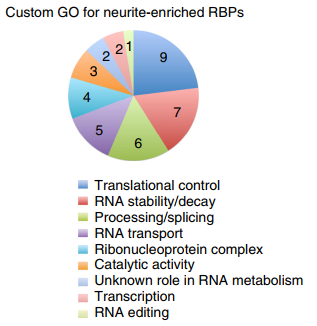 Custom GO for neurite-enriched RBPs
9
7
6
5
4
3
2
2
1
Translational control
RNA stability/decay
Processing/splicing
RNA transport
Ribonucleoprotein complex
Catalytic activity
Unknown role in RNA metabolism
Transcription
RNA editing